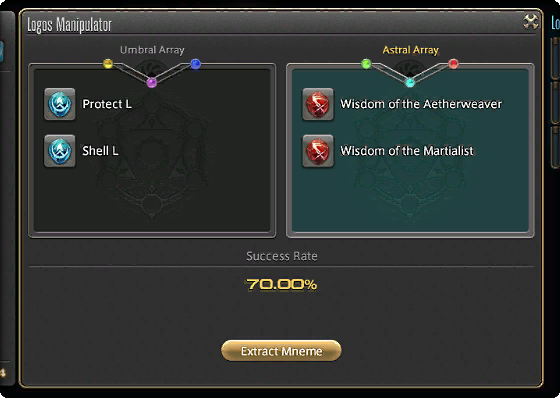 Logos Manipulator
Lo
Umbral Array
Astral Array
Protect L
Shell L
Wisdom of the Aetherweaver
Wisdom of the Martialist
Success Rate
70.00%
Extract Mneme